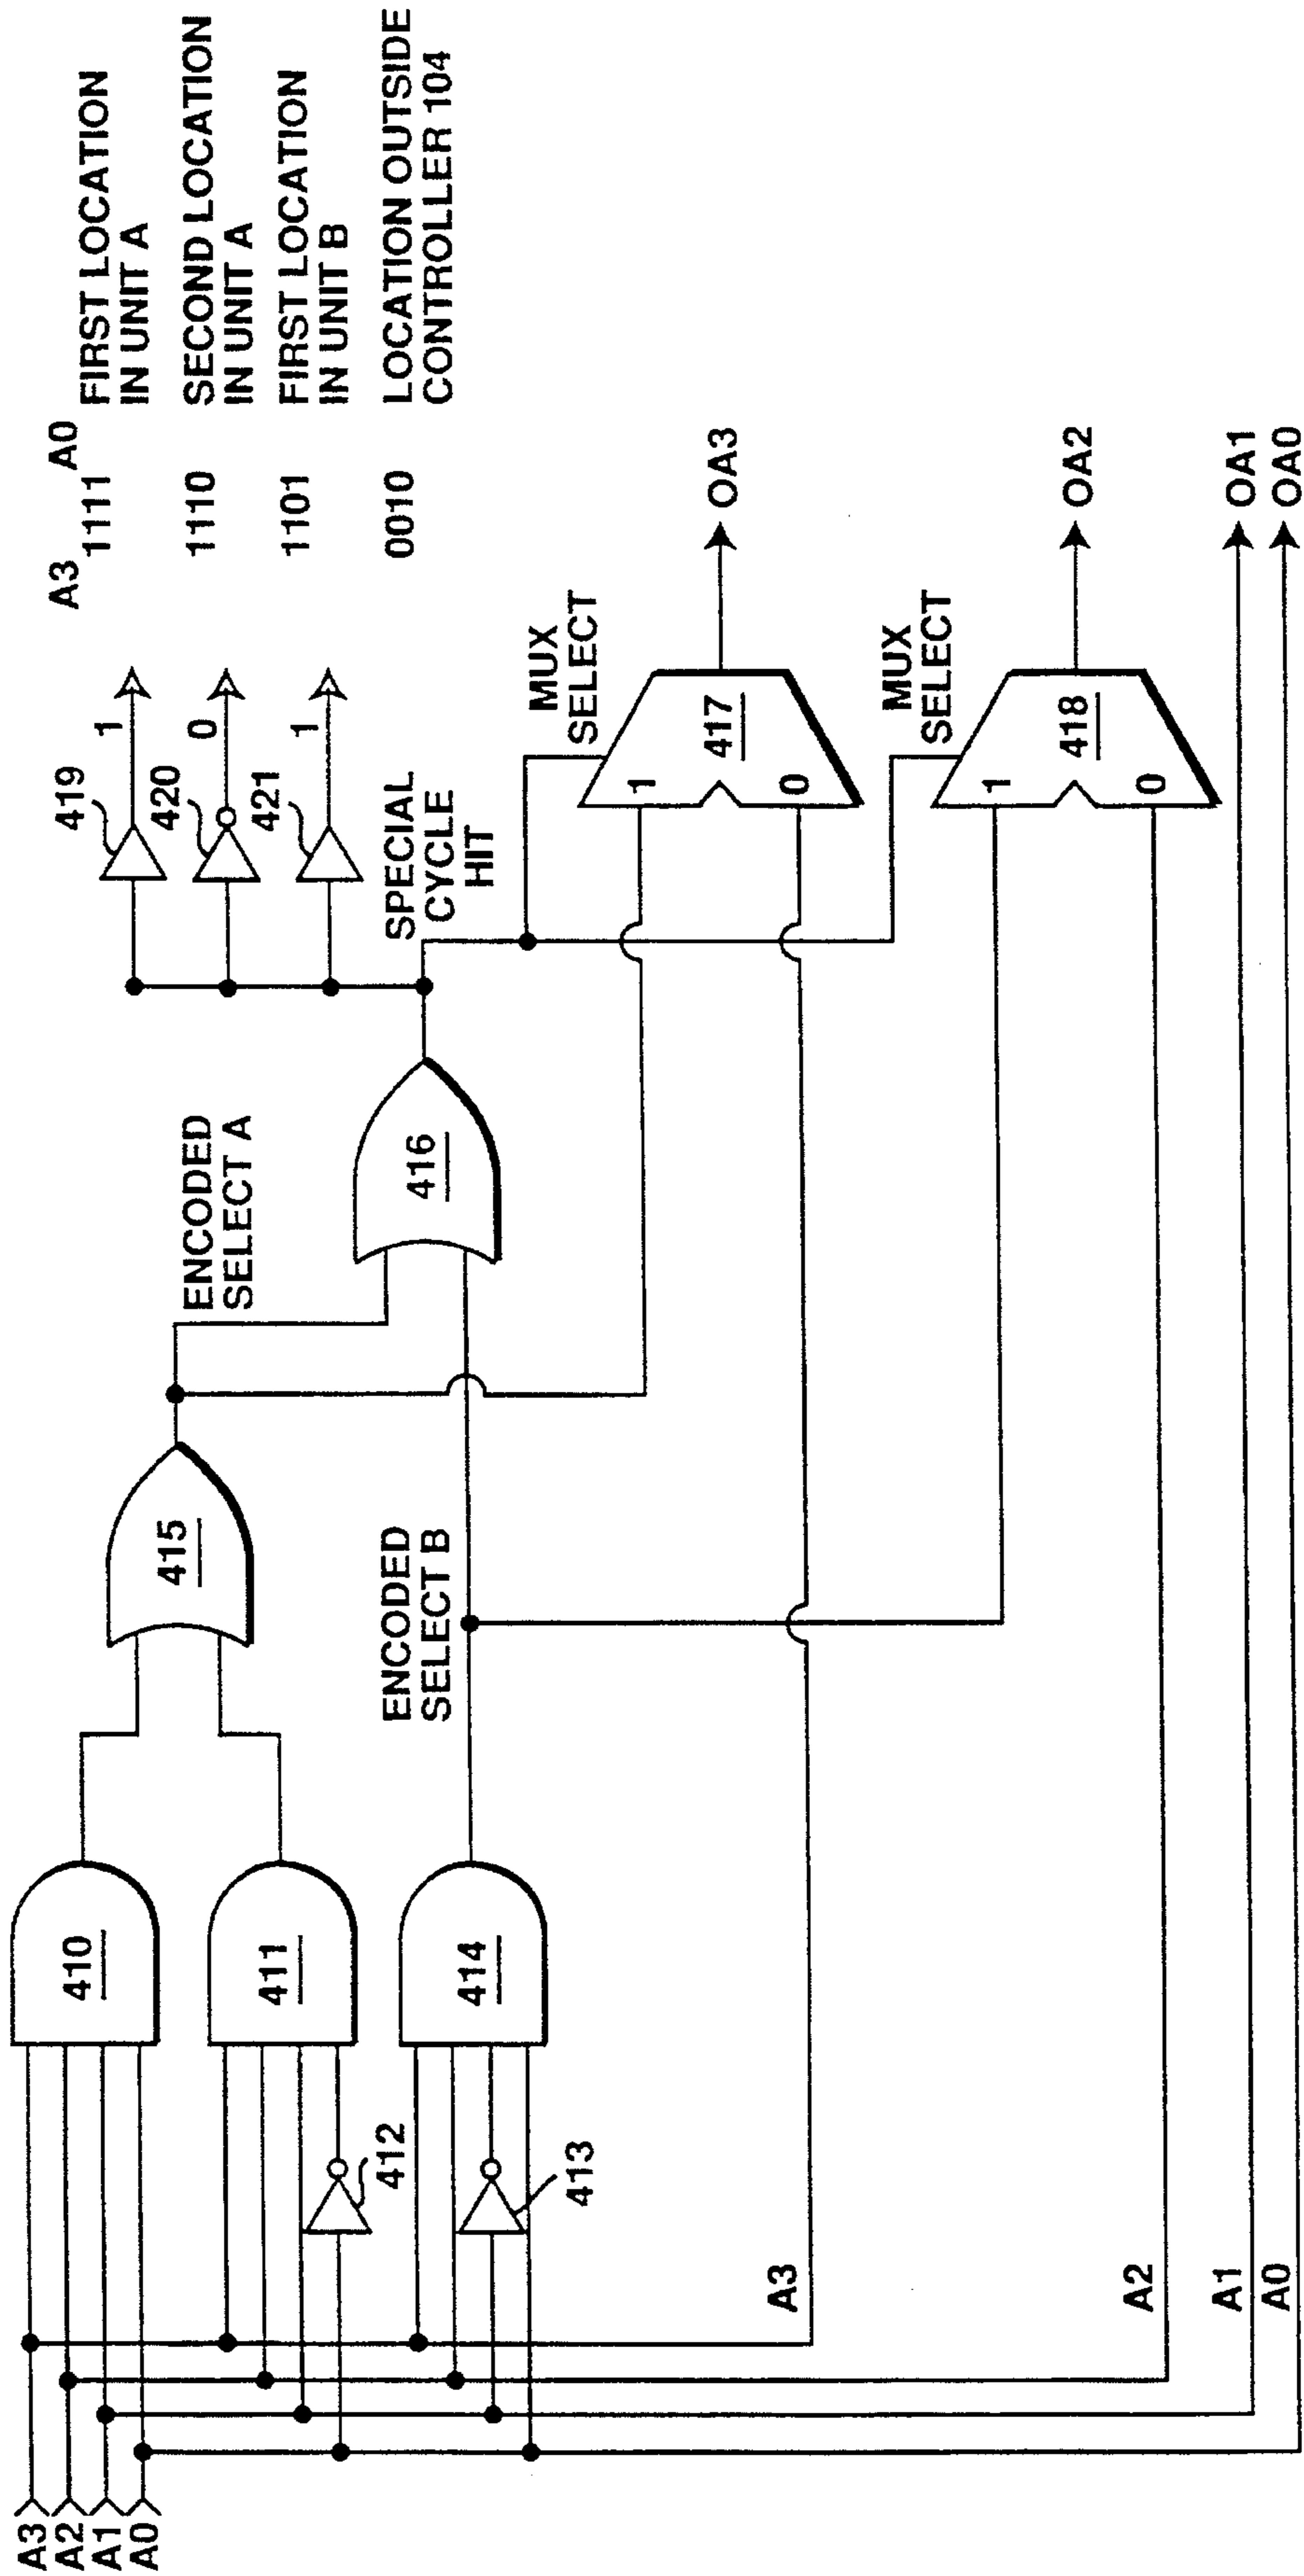 A3
A2
A1
A0
410
411
412
414
413
415
ENCODED
SELECT A
ENCODED
SELECT B
416
SPECIAL
CYCLE
HIT
419
1
420
0
421
1
A3 A0
1111 FIRST LOCATION
IN UNIT A
1110 SECOND LOCATION
IN UNIT A
1101 FIRST LOCATION
IN UNIT B
0010 LOCATION OUTSIDE
CONTROLLER 104
MUX
SELECT
1
417
0
OA3
MUX
SELECT
1
418
0
OA2
A3
A2
A1
OA1
A0
OA0